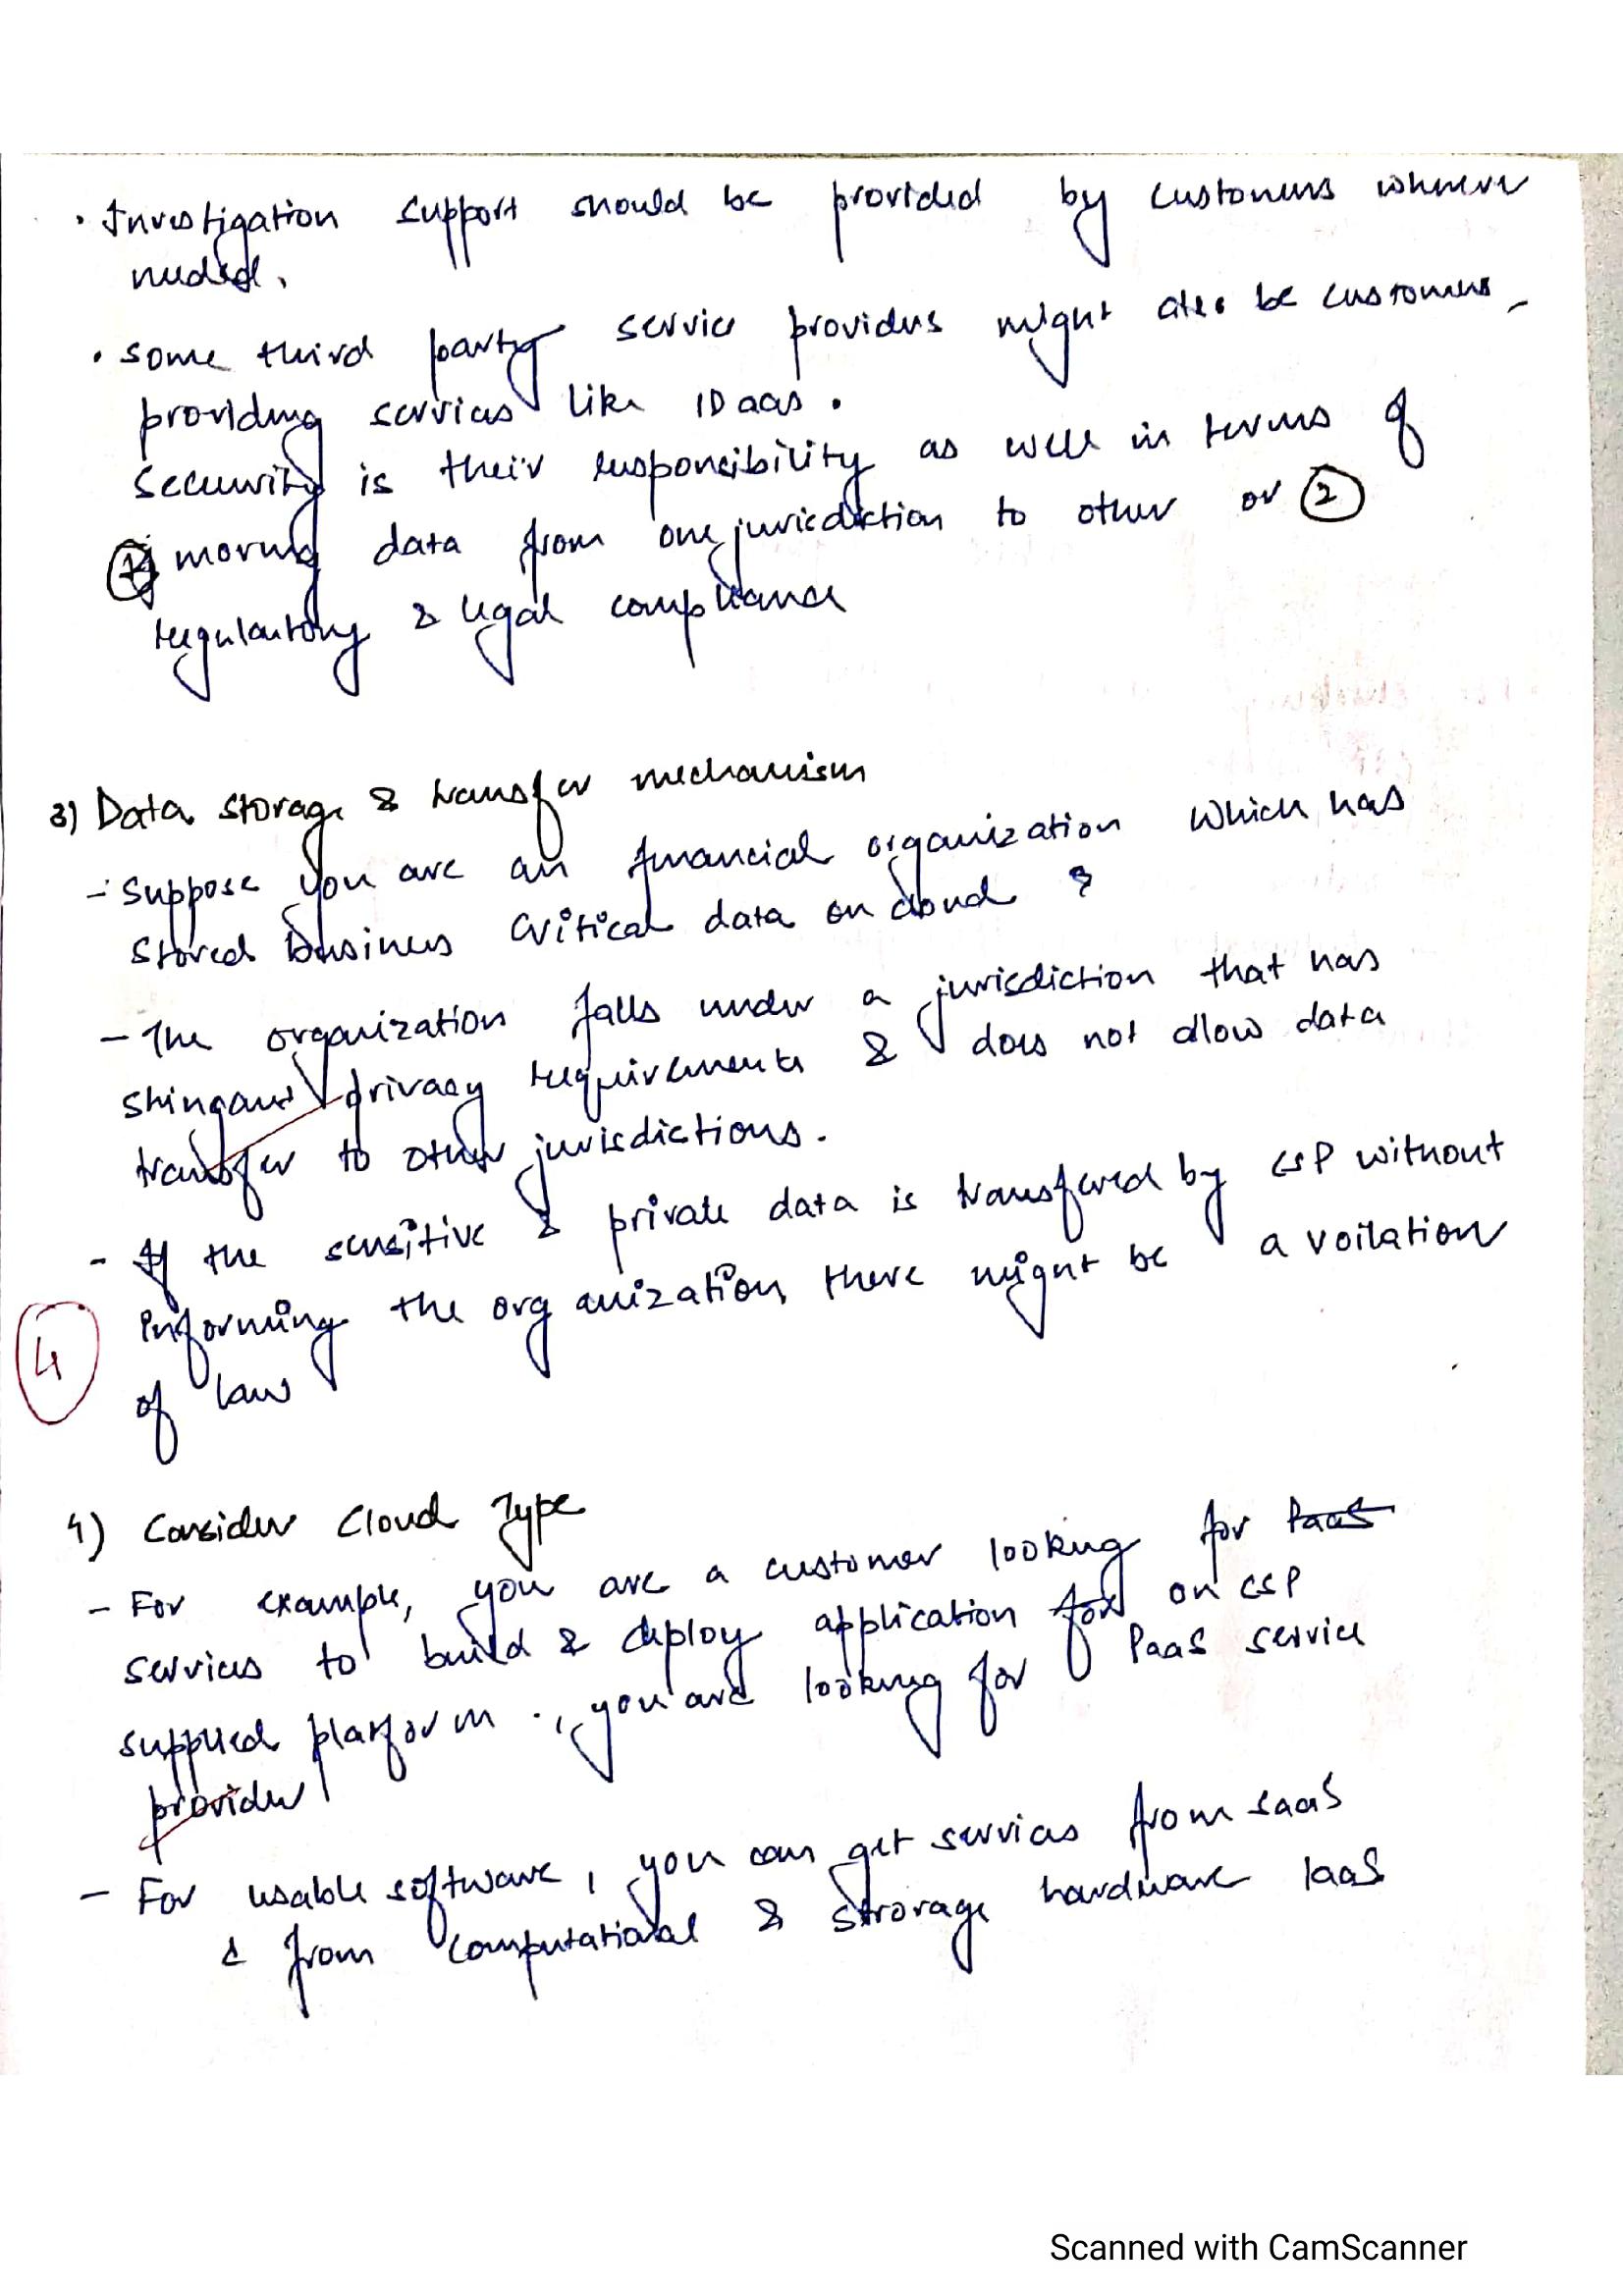 • Investigation support should be provided by customers whenever
needed.
• some third party service providers might also be customers,
providing services like IDaas.
security is their responsibility as well in terms of
① moving data from one jurisdiction to other or ②
regulautory & legal compliance
3) Data storage & transfer mechanism
- Suppose you are an financial organization which has
stored business critical data on cloud &
- The organization falls under a jurisdiction that has
stringant privacy requirements & does not allow data
transfer to other jurisdictions.
- If the sensitive & private data is transfered by CSP without
informing the organization, there might be a voilation
of law
4
4) Consider Cloud Type
- For example, you are a customer looking for PaaS
services to build & deploy application for on CSP
supplied platform., you are looking for PaaS service
provider
- For usable software, you can get services from SaaS
& from computational & strorage hardware IaaS
Scanned with CamScanner